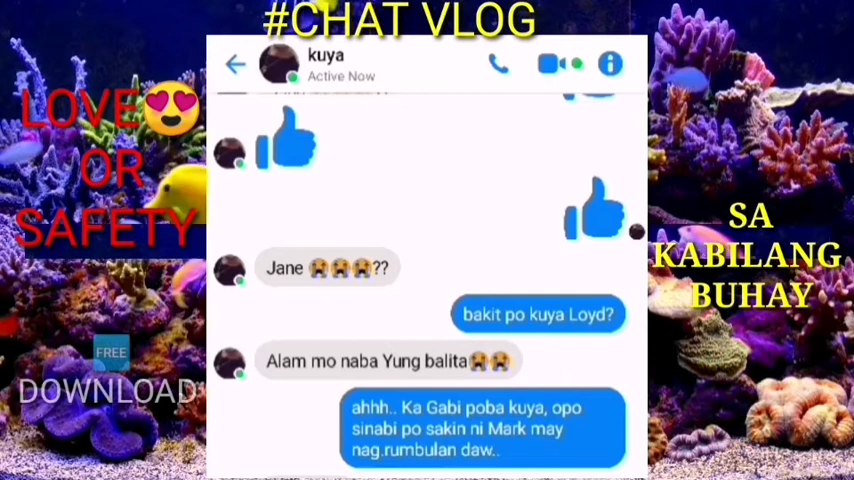 #CHAT VLOG
kuya
Active Now
LOVE😍
OR
SAFETY
Jane 😭😭😭??
bakit po kuya Loyd?
Alam mo naba Yung balita😭😭
ahhh.. Ka Gabi poba kuya, opo
sinabi po sakin ni Mark may
nag.rumbulan daw..
SA
KABILANG
BUHAY
FREE
DOWNLOAD